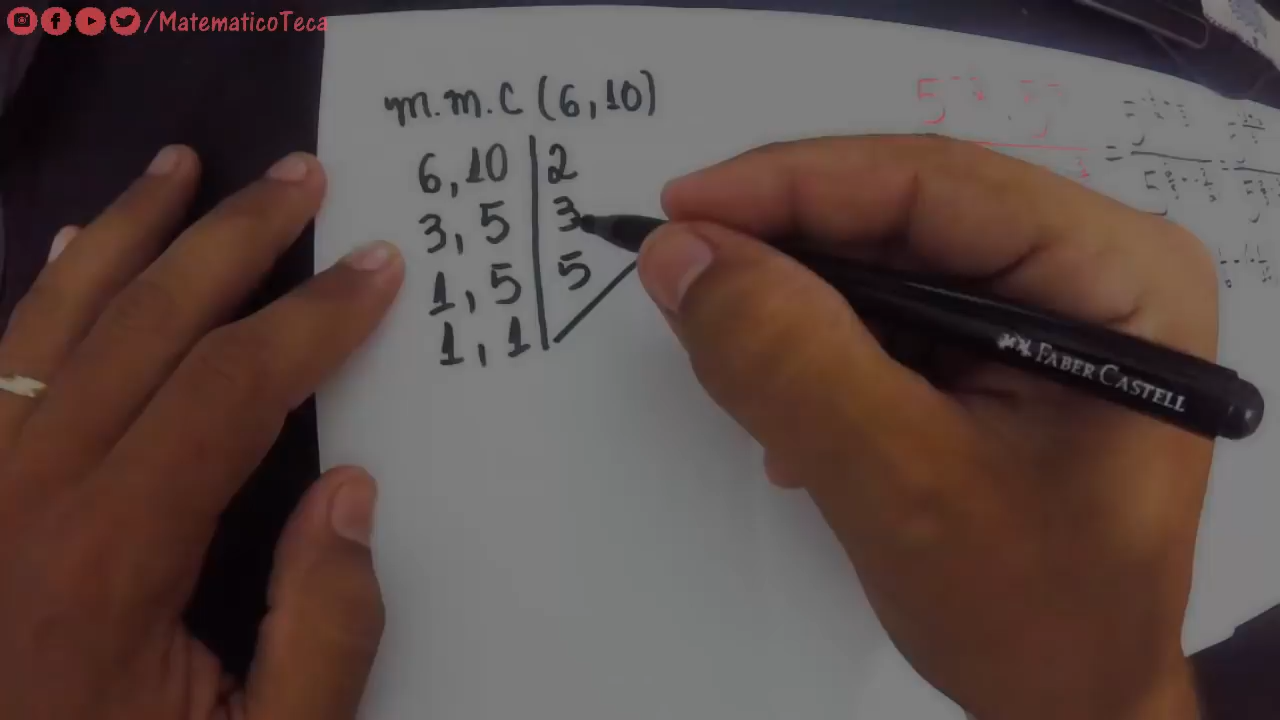 /MatematicoTeca
m.m.c (6,10)
6,10 | 2
3, 5 | 3
1, 5 | 5
1, 1
FABER CASTELL